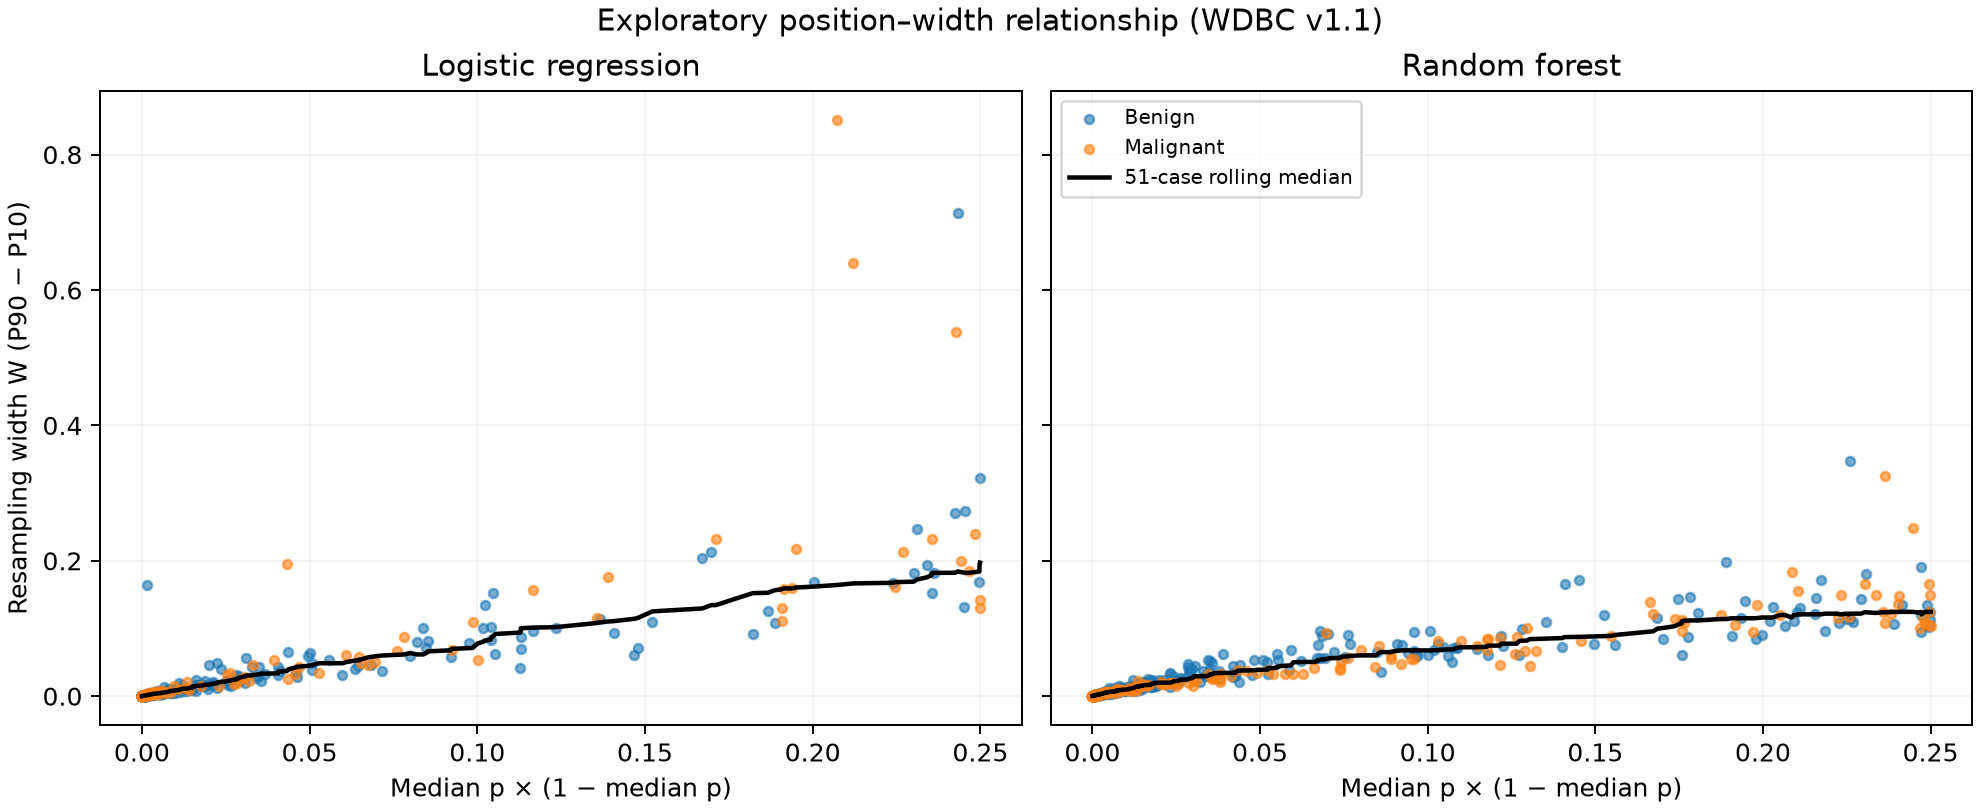 Exploratory position–width relationship (WDBC v1.1)
Logistic regression
Random forest
Resampling width W (P90 − P10)
0.8
0.6
0.4
0.2
0.0
0.00 0.05 0.10 0.15 0.20 0.25
Median p × (1 − median p)
Benign
Malignant
51-case rolling median
0.00 0.05 0.10 0.15 0.20 0.25
Median p × (1 − median p)